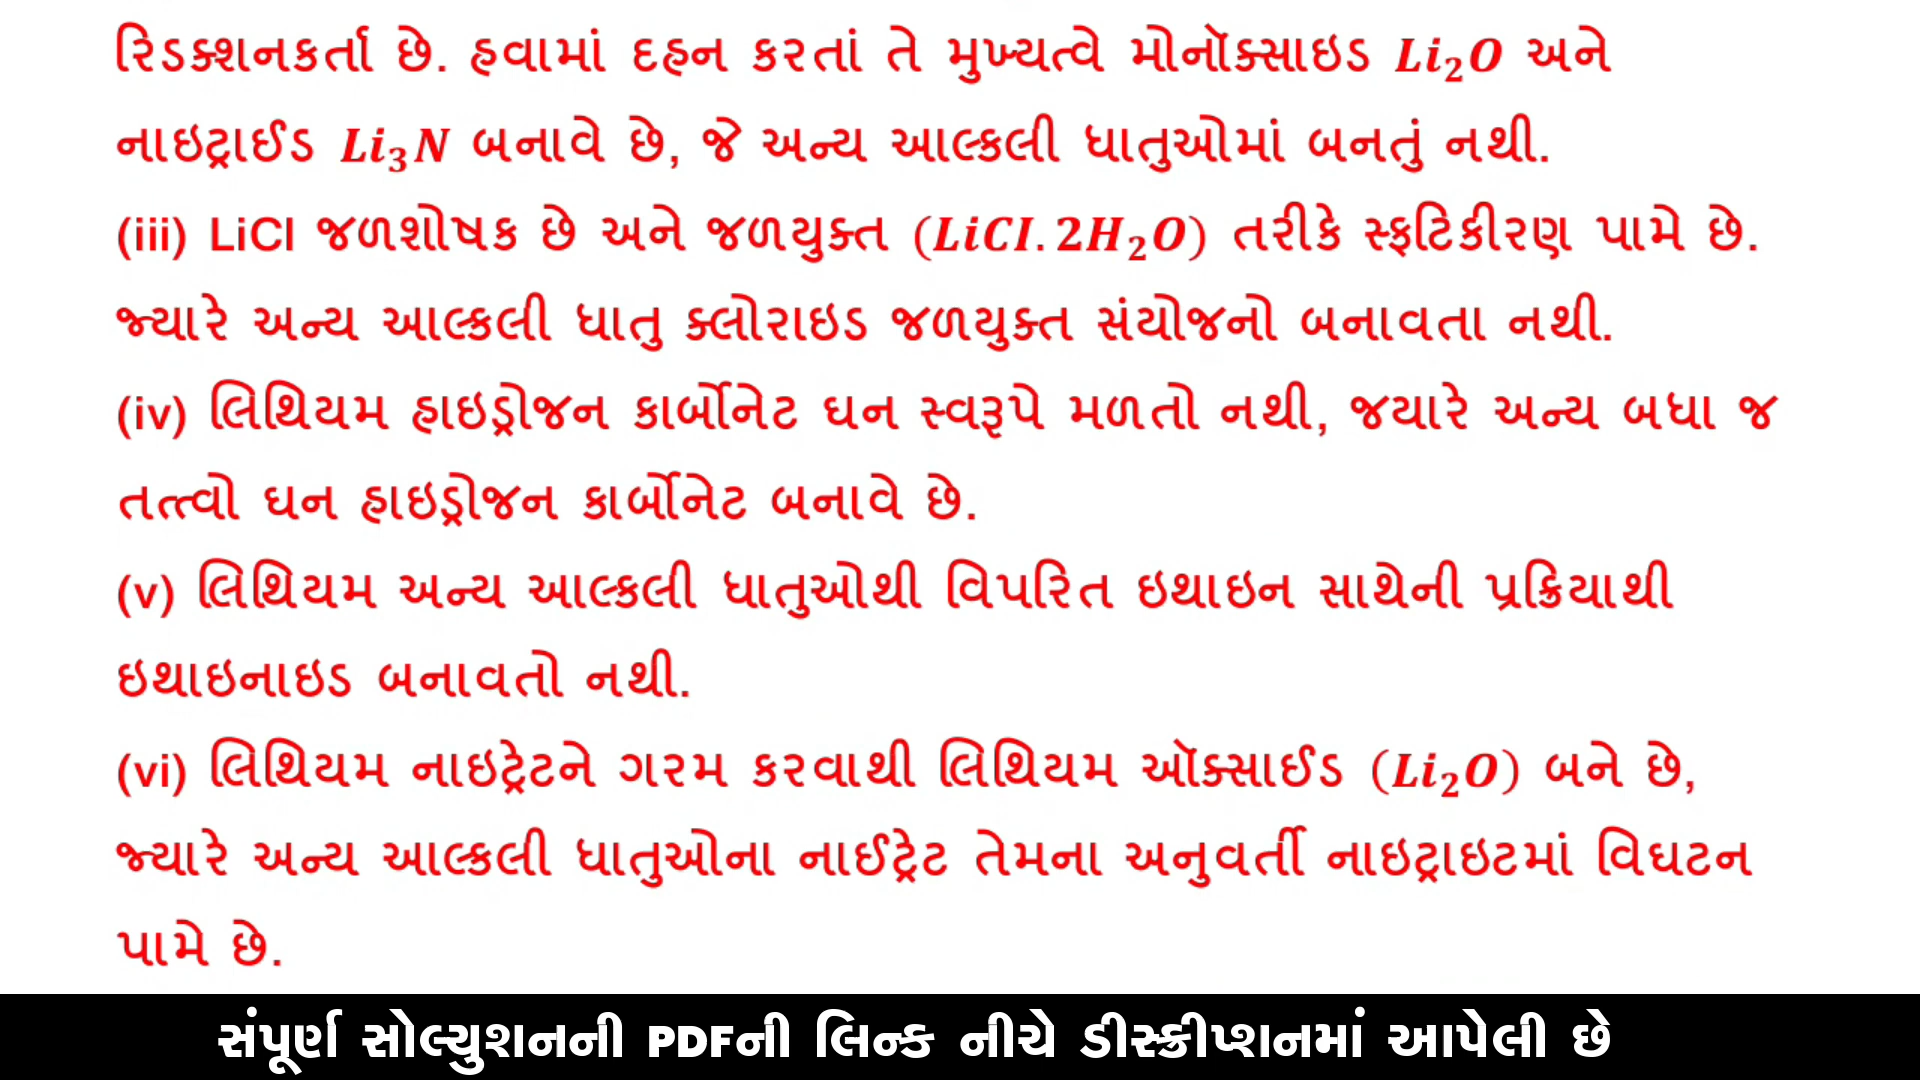 રિડક્શનકર્તા છે. હવામાં દહન કરતાં તે મુખ્યત્વે મોનૉક્સાઇડ Li₂O અને
નાઇટ્રાઈડ Li₃N બનાવે છે, જે અન્ય આલ્કલી ધાતુઓમાં બનતું નથી.
(iii) LiCl જળશોષક છે અને જળયુક્ત (LiCI.2H₂O) તરીકે સ્ફટિકીરણ પામે છે.
જ્યારે અન્ય આલ્કલી ધાતુ ક્લોરાઇડ જળયુક્ત સંયોજનો બનાવતા નથી.
(iv) લિથિયમ હાઇડ્રોજન કાર્બોનેટ ઘન સ્વરૂપે મળતો નથી, જયારે અન્ય બધા જ
તત્ત્વો ઘન હાઇડ્રોજન કાર્બોનેટ બનાવે છે.
(v) લિથિયમ અન્ય આલ્કલી ધાતુઓથી વિપરિત ઇથાઇન સાથેની પ્રક્રિયાથી
ઇથાઇનાઇડ બનાવતો નથી.
(vi) લિથિયમ નાઇટ્રેટને ગરમ કરવાથી લિથિયમ ઑક્સાઈડ (Li₂O) બને છે,
જ્યારે અન્ય આલ્કલી ધાતુઓના નાઈટ્રેટ તેમના અનુવર્તી નાઇટ્રાઇટમાં વિઘટન
પામે છે.
સંપૂર્ણ સોલ્યુશનની PDFની લિન્ક નીચે ડીસ્ક્રીપ્શનમાં આપેલી છે